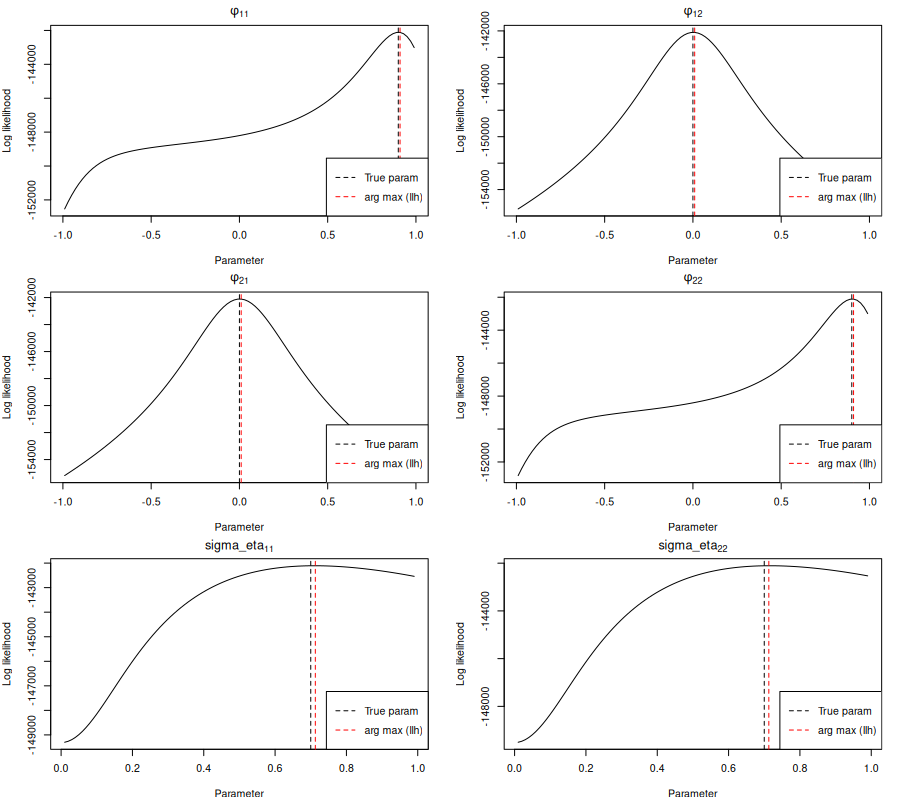 φ11
Log likelihood
-152000 -148000 -144000
-1.0 -0.5 0.0 0.5 1.0
Parameter
True param
arg max (llh)
φ12
Log likelihood
-154000 -150000 -146000 -142000
-1.0 -0.5 0.0 0.5 1.0
Parameter
True param
arg max (llh)
φ21
Log likelihood
-154000 -150000 -146000 -142000
-1.0 -0.5 0.0 0.5 1.0
Parameter
True param
arg max (llh)
φ22
Log likelihood
-152000 -148000 -144000
-1.0 -0.5 0.0 0.5 1.0
Parameter
True param
arg max (llh)
sigma_eta11
Log likelihood
-149000 -147000 -145000 -143000
0.0 0.2 0.4 0.6 0.8 1.0
Parameter
True param
arg max (llh)
sigma_eta22
Log likelihood
-148000 -144000
0.0 0.2 0.4 0.6 0.8 1.0
Parameter
True param
arg max (llh)